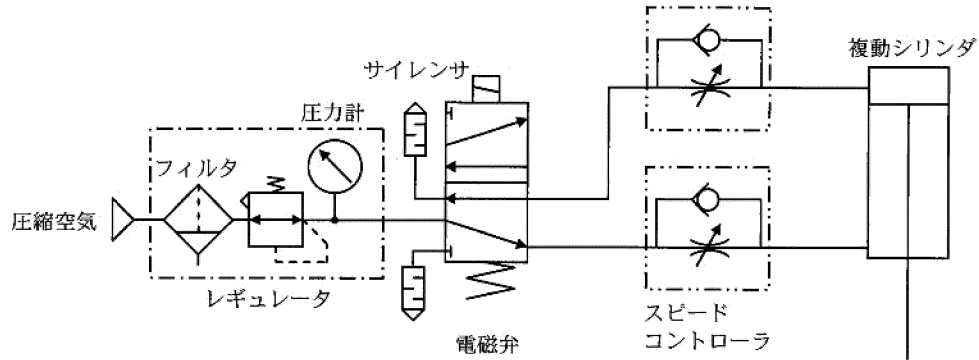 複動シリンダ
サイレンサ
圧力計
フィルタ
圧縮空気
レギュレータ
電磁弁
スピード
コントローラ